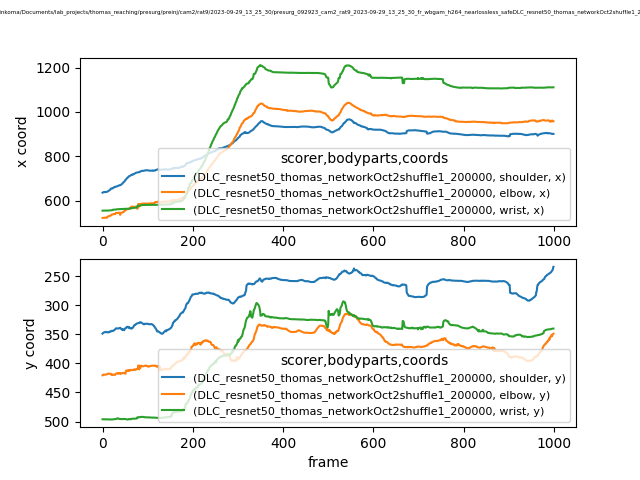 inkoma/Documents/lab_projects/thomas_reaching/presurg/preinj/cam2/rat9/2023-09-29_13_25_30/presurg_092923_cam2_rat9_2023-09-29_13_25_30_fr_wbgam_h264_nearlossless_safeDLC_resnet50_thomas_networkOct2shuffle1_2
1200
1000
800
600
x coord
scorer,bodyparts,coords
(DLC_resnet50_thomas_networkOct2shuffle1_200000, shoulder, x)
(DLC_resnet50_thomas_networkOct2shuffle1_200000, elbow, x)
(DLC_resnet50_thomas_networkOct2shuffle1_200000, wrist, x)
0 200 400 600 800 1000
250
300
350
400
450
500
y coord
scorer,bodyparts,coords
(DLC_resnet50_thomas_networkOct2shuffle1_200000, shoulder, y)
(DLC_resnet50_thomas_networkOct2shuffle1_200000, elbow, y)
(DLC_resnet50_thomas_networkOct2shuffle1_200000, wrist, y)
0 200 400 600 800 1000
frame